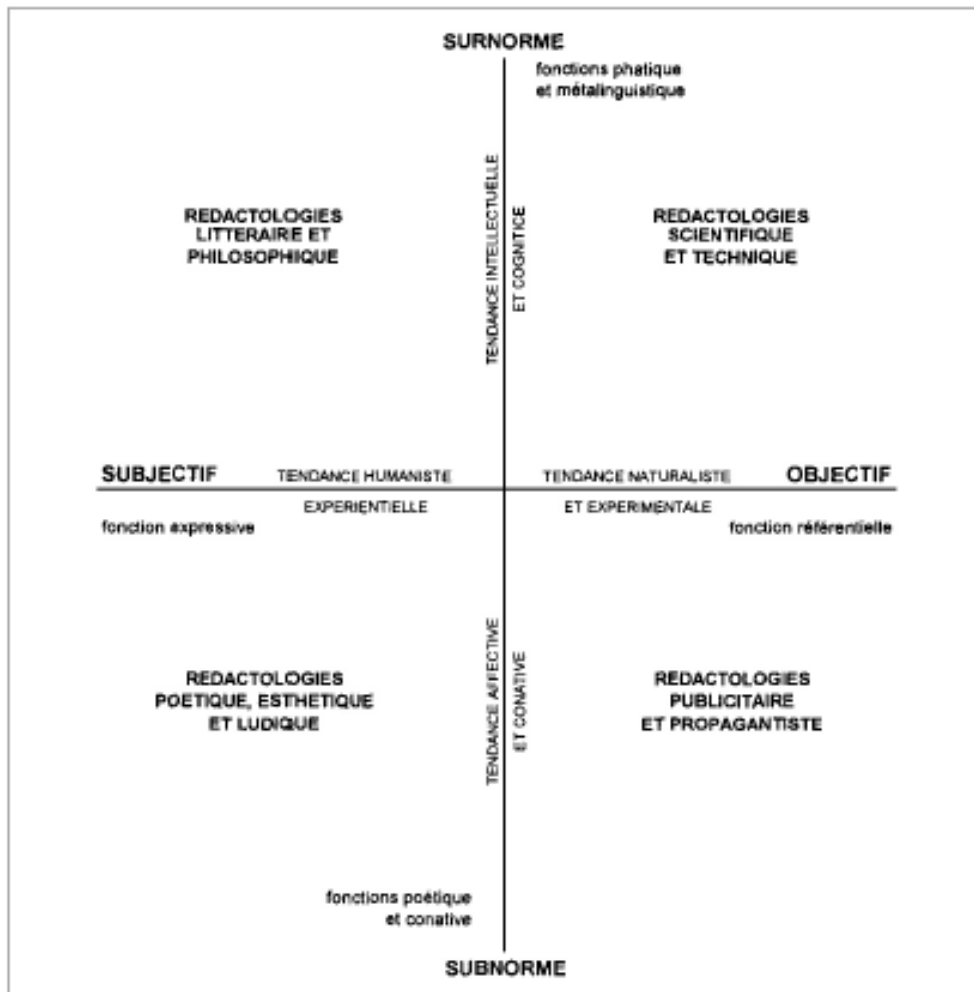 SURNORME
fonctions phatique
et métalinguistique
TENDANCE INTELLECTUELLE
ET COGNITICE
REDACTOLOGIES
LITTERAIRE ET
PHILOSOPHIQUE
REDACTOLOGIES
SCIENTIFIQUE
ET TECHNIQUE
SUBJECTIF
TENDANCE HUMANISTE
TENDANCE NATURALISTE
OBJECTIF
EXPERIENTIELLE
ET EXPERIMENTALE
fonction expressive
fonction référentielle
TENDANCE AFFECTIVE
ET CONATIVE
REDACTOLOGIES
POETIQUE, ESTHETIQUE
ET LUDIQUE
REDACTOLOGIES
PUBLICITAIRE
ET PROPAGANTISTE
fonctions poétique
et conative
SUBNORME